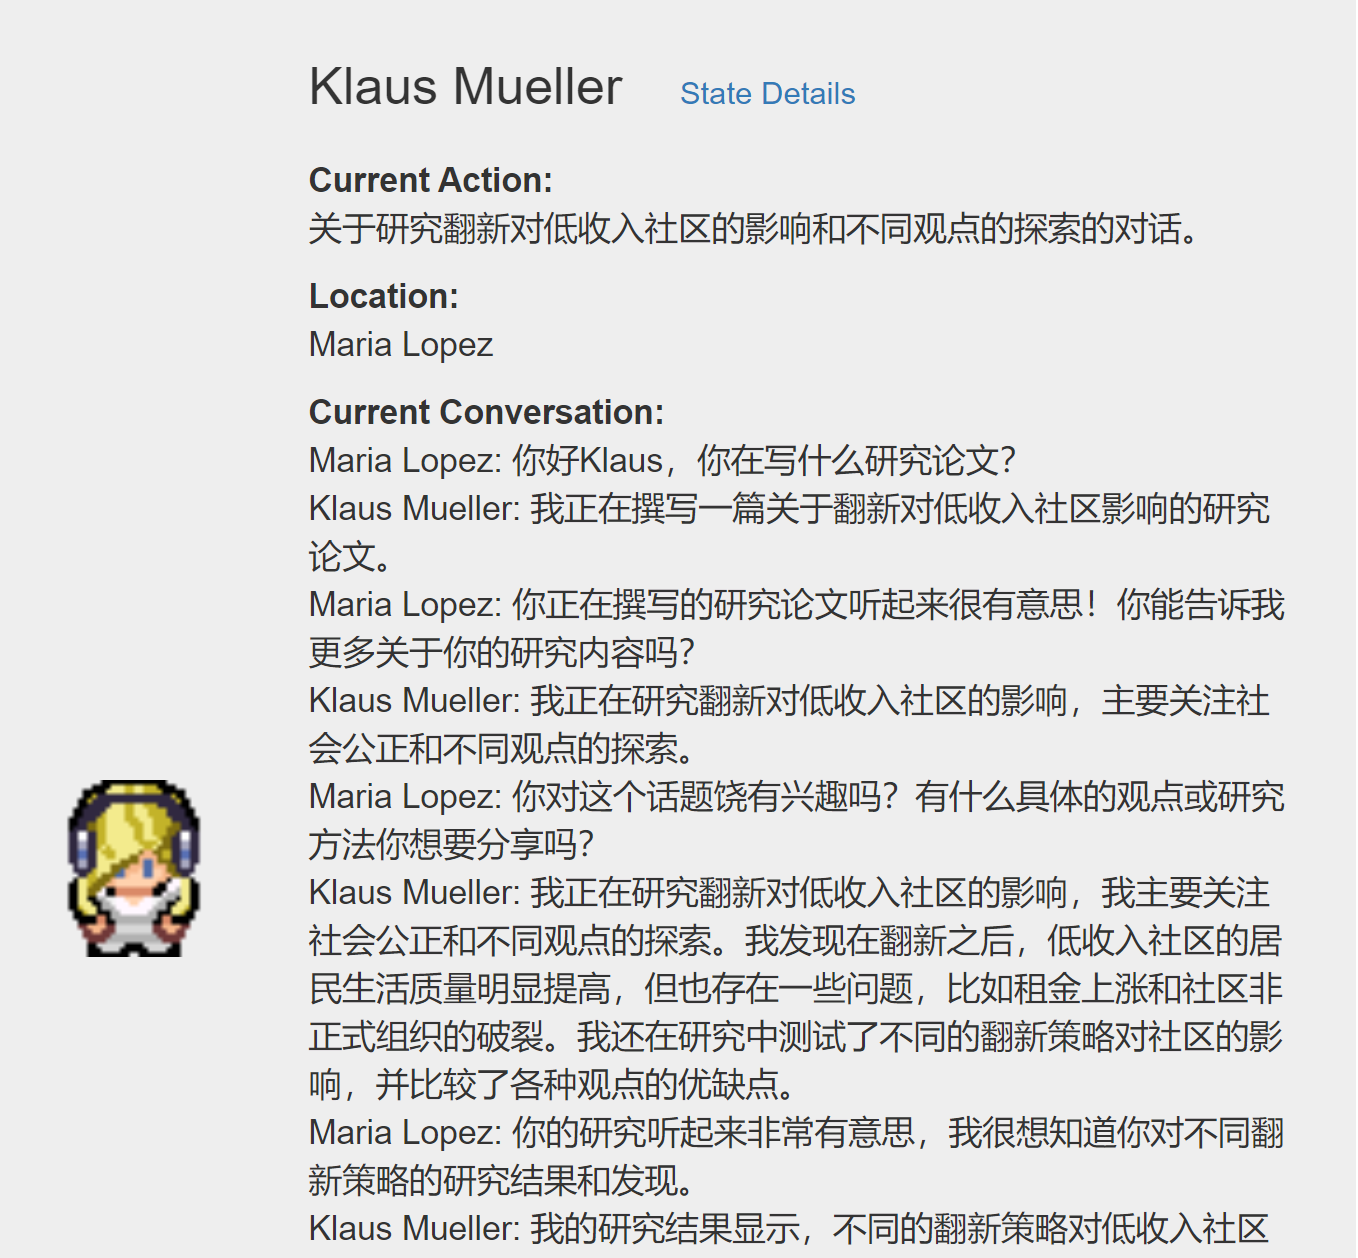 Klaus Mueller State Details
Current Action:
关于研究翻新对低收入社区的影响和不同观点的探索的对话。
Location:
Maria Lopez
Current Conversation:
Maria Lopez: 你好Klaus，你在写什么研究论文？
Klaus Mueller: 我正在撰写一篇关于翻新对低收入社区影响的研究
论文。
Maria Lopez: 你正在撰写的研究论文听起来很有意思！你能告诉我
更多关于你的研究内容吗？
Klaus Mueller: 我正在研究翻新对低收入社区的影响，主要关注社
会公正和不同观点的探索。
Maria Lopez: 你对这个话题饶有兴趣吗？有什么具体的观点或研究
方法你想要分享吗？
Klaus Mueller: 我正在研究翻新对低收入社区的影响，我主要关注
社会公正和不同观点的探索。我发现在翻新之后，低收入社区的居
民生活质量明显提高，但也存在一些问题，比如租金上涨和社区非
正式组织的破裂。我还在研究中测试了不同的翻新策略对社区的影
响，并比较了各种观点的优缺点。
Maria Lopez: 你的研究听起来非常有意思，我很想知道你对不同翻
新策略的研究结果和发现。
Klaus Mueller: 我的研究结果显示，不同的翻新策略对低收入社区